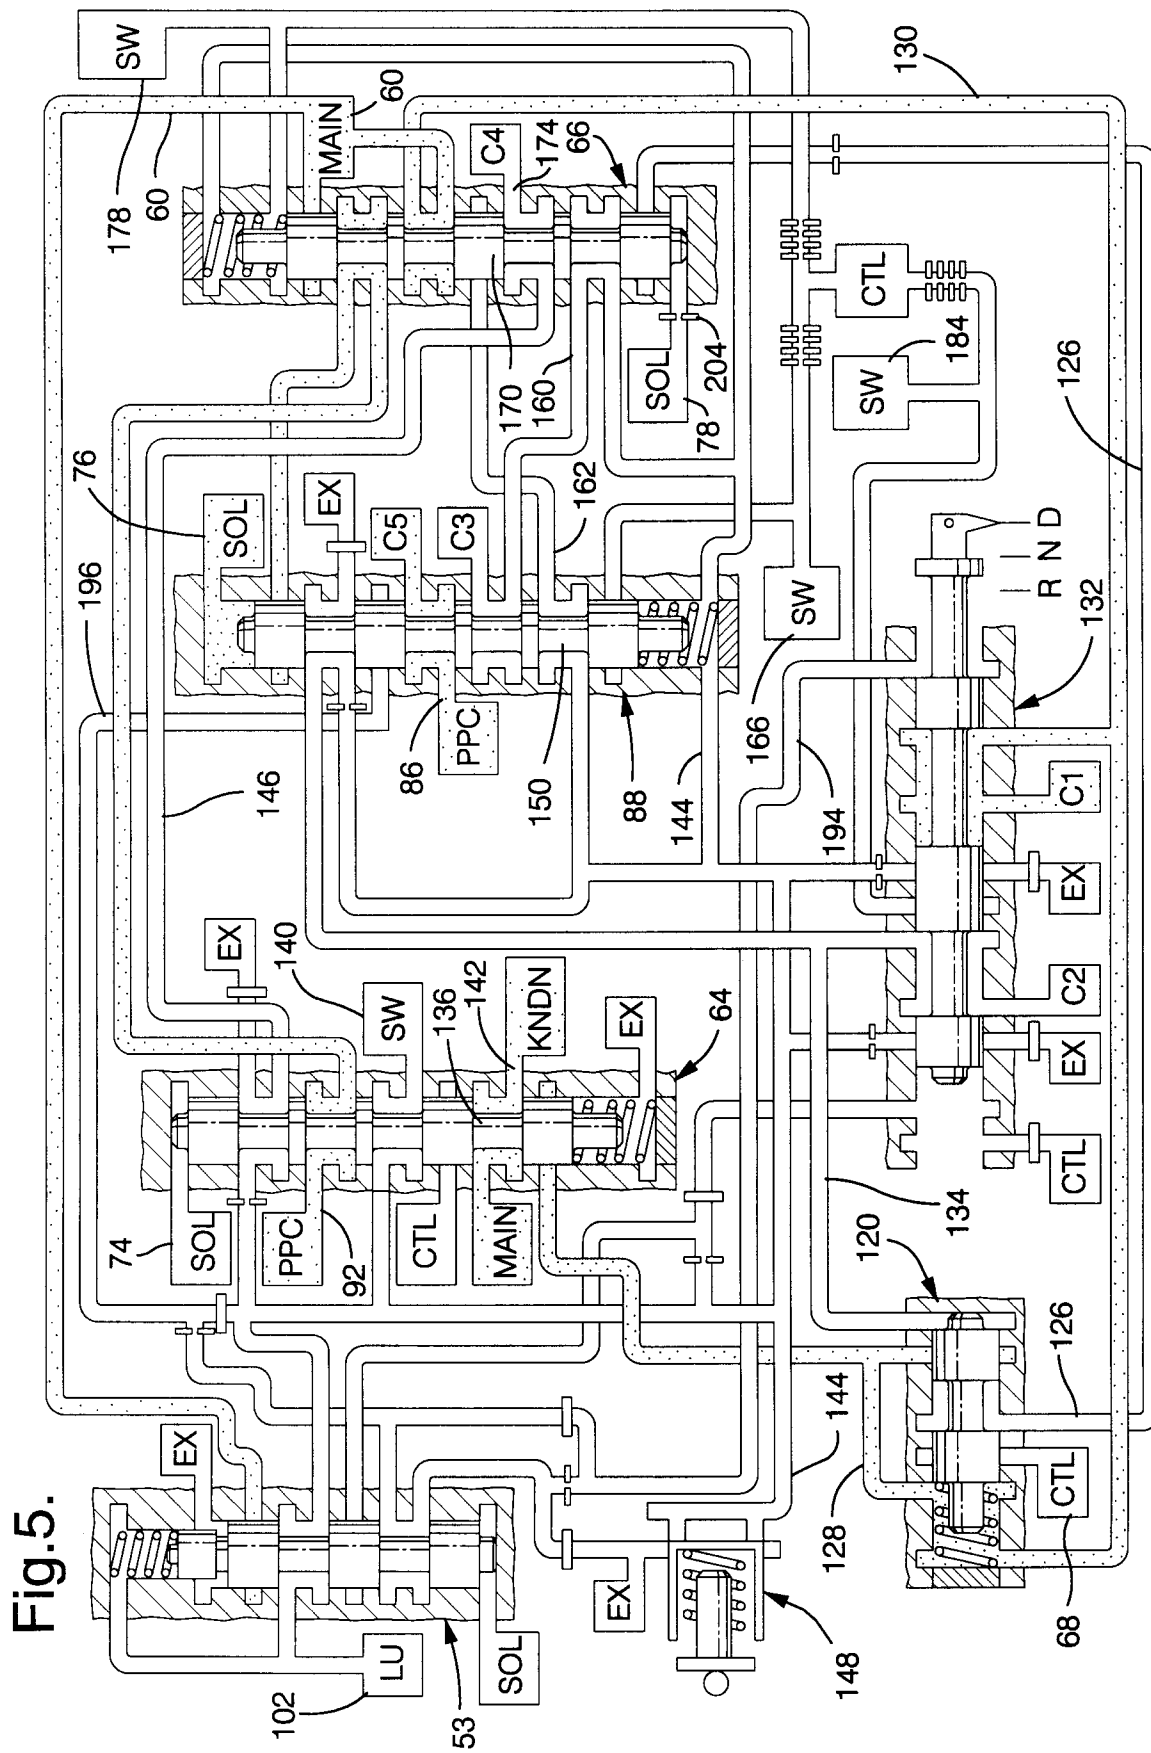 Fig.5.
SW
178
60
MAIN
60
130
C4
174
66
76
SOL
196
EX
C5
C3
146
86
PPC
150
88
170
160
162
SOL
78
204
CTL
SW
184
126
SW
166
144
194
R N D
132
C1
EX
C2
EX
CTL
134
EX
140
SW
136
142
KNDN
EX
64
74
SOL
PPC
92
CTL
MAIN
120
126
144
128
CTL
68
EX
LU
102
SOL
53
EX
148